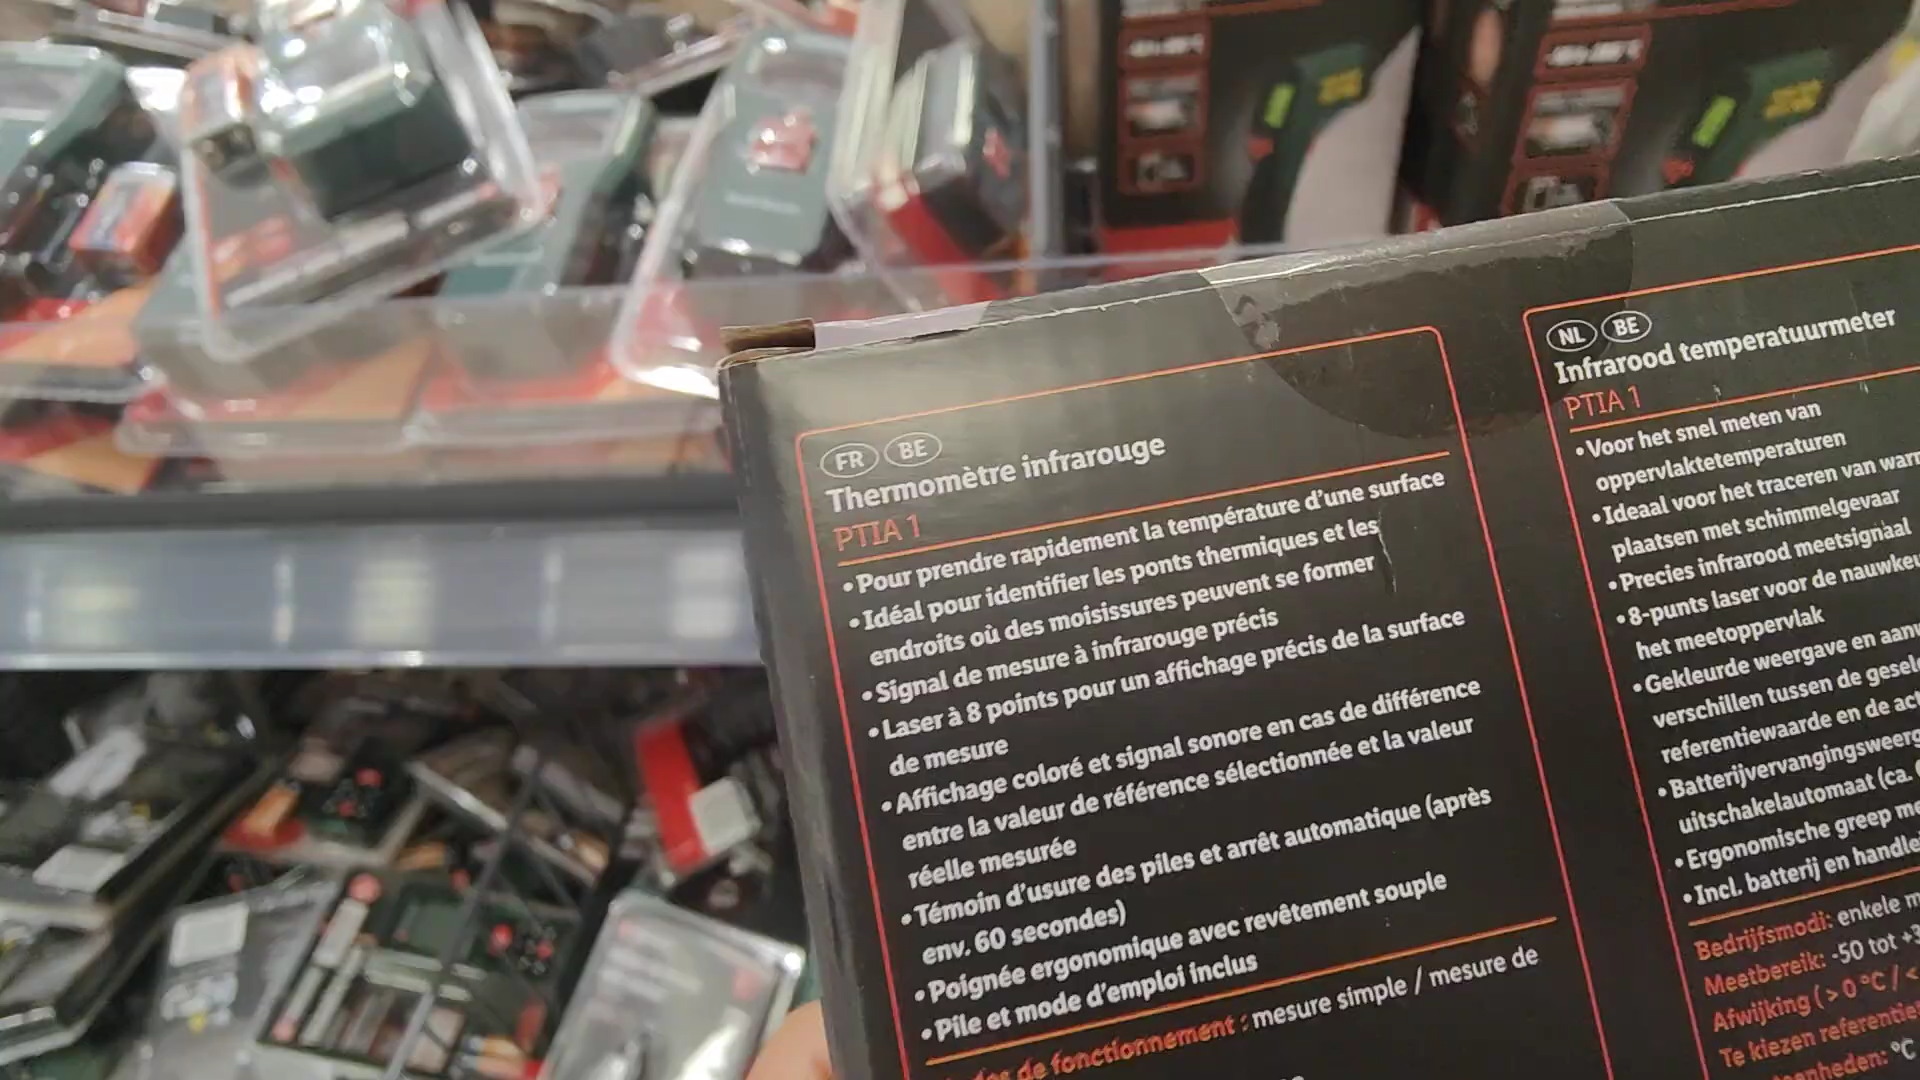 FR BE
Thermomètre infrarouge
PTIA 1
• Pour prendre rapidement la température d'une surface
• Idéal pour identifier les ponts thermiques et les
endroits où des moisissures peuvent se former
• Signal de mesure à infrarouge précis
• Laser à 8 points pour un affichage précis de la surface
de mesure
• Affichage coloré et signal sonore en cas de différence
entre la valeur de référence sélectionnée et la valeur
réelle mesurée
• Témoin d'usure des piles et arrêt automatique (après
env. 60 secondes)
• Poignée ergonomique avec revêtement souple
• Pile et mode d'emploi inclus
de fonctionnement : mesure simple / mesure de
NL BE
Infrarood temperatuurmeter
PTIA 1
• Voor het snel meten van
oppervlaktetemperaturen
• Ideaal voor het traceren van
plaatsen met schimmelgevaar
• Precies infrarood meetsignaal
• 8-punts laser voor de
het meetoppervlak
• Gekleurde weergave en
verschillen tussen de
referentiewaarde en de
•
uitschakelautomaat (ca.
• Ergonomische greep
• Incl. batterij en
Bedrijfsmodi: enkele
Meetbereik: -50 tot
Afwijking ( > 0 °C / <
Te kiezen
°C